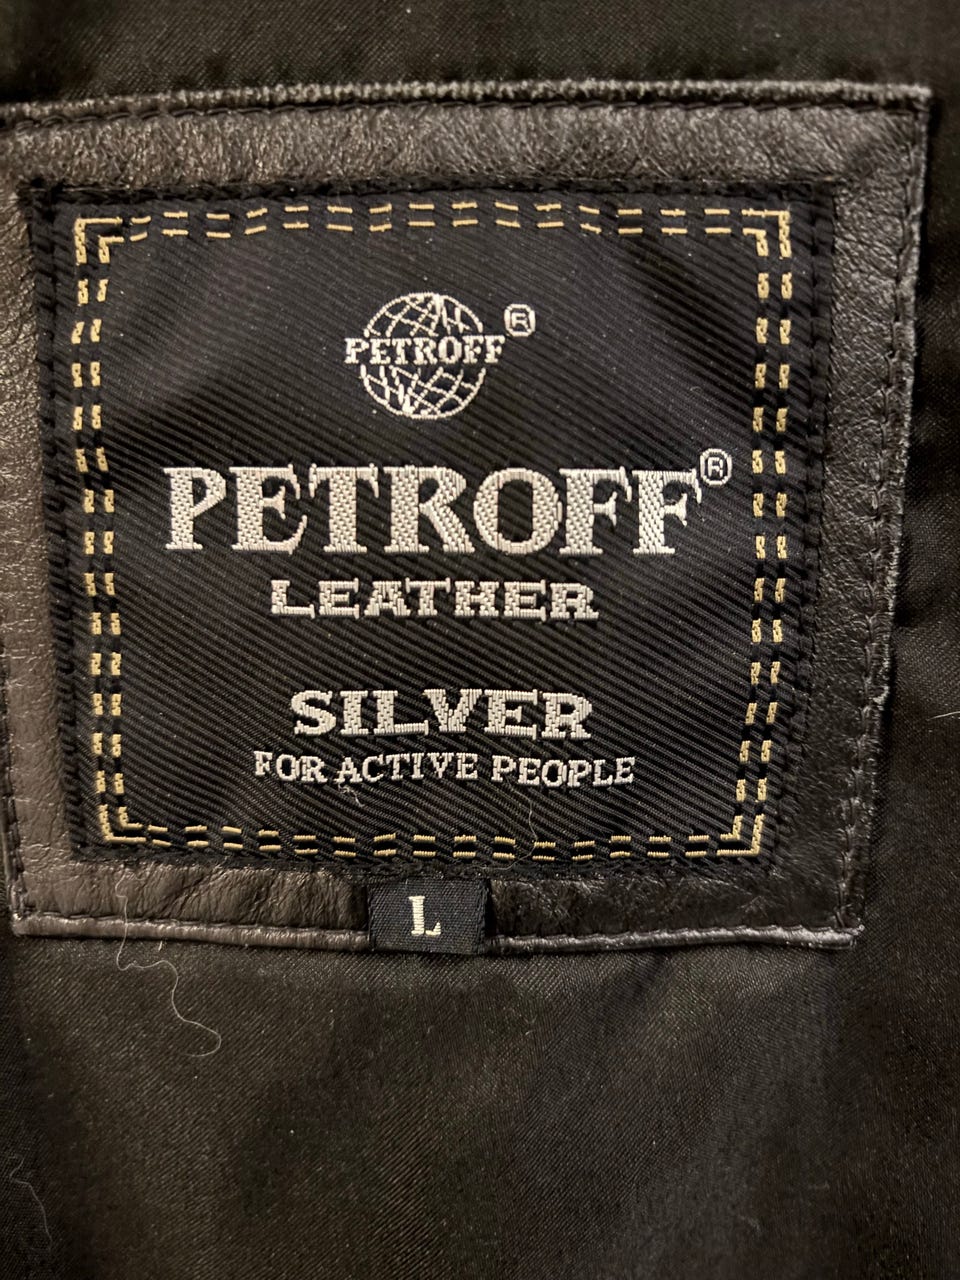 PETROFF®
PETROFF®
LEATHER
SILVER
FOR ACTIVE PEOPLE
L